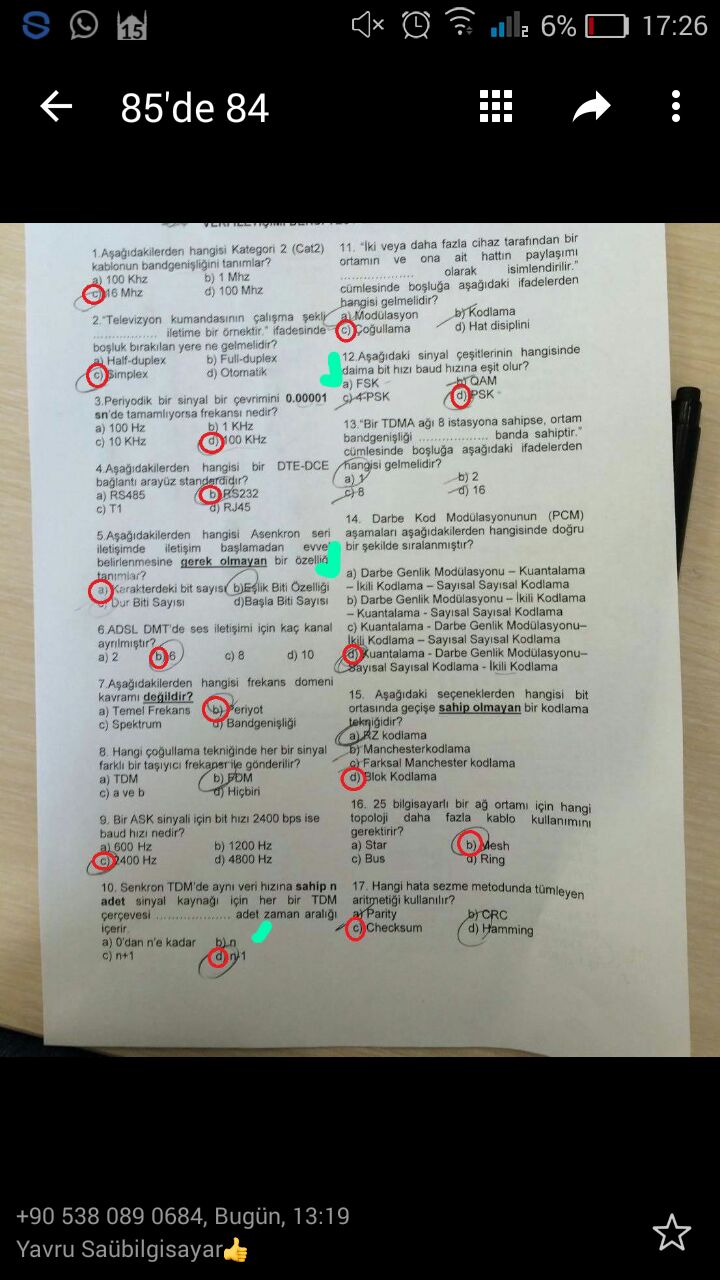 15
2
6%
17:26
85'de 84
1.Aşağıdakilerden hangisi Kategori 2 (Cat2)
kablonun bandgenişliğini tanımlar?
a) 100 Khz b) 1 Mhz
c) 16 Mhz d) 100 Mhz
2."Televizyon kumandasının çalışma şekli
.................. iletime bir örnektir." ifadesinde
boşluk bırakılan yere ne gelmelidir?
a) Half-duplex b) Full-duplex
c) Simplex d) Otomatik
3.Periyodik bir sinyal bir çevrimini 0.00001
sn'de tamamlıyorsa frekansı nedir?
a) 100 Hz b) 1 KHz
c) 10 KHz d) 100 KHz
4.Aşağıdakilerden hangisi bir DTE-DCE
bağlantı arayüz standardıdır?
a) RS485 b) RS232
c) T1 d) RJ45
5.Aşağıdakilerden hangisi Asenkron seri
iletişimde iletişim başlamadan evvel
belirlenmesine gerek olmayan bir özelliği
tanımlar?
a) Karakterdeki bit sayısı b)Eşlik Biti Özelliği
c) Dur Biti Sayısı d)Başla Biti Sayısı
6.ADSL DMT'de ses iletişimi için kaç kanal
ayrılmıştır?
a) 2 b) 6 c) 8 d) 10
7.Aşağıdakilerden hangisi frekans domeni
kavramı değildir?
a) Temel Frekans b) Periyot
c) Spektrum d) Bandgenişliği
8. Hangi çoğullama tekniğinde her bir sinyal
farklı bir taşıyıcı frekansı ile gönderilir?
a) TDM b) FDM
c) a ve b d) Hiçbiri
9. Bir ASK sinyali için bit hızı 2400 bps ise
baud hızı nedir?
a) 600 Hz b) 1200 Hz
c) 2400 Hz d) 4800 Hz
10. Senkron TDM'de aynı veri hızına sahip n
adet sinyal kaynağı için her bir TDM
çerçevesi .................. adet zaman aralığı
içerir.
a) 0'dan n'e kadar b) n
c) n+1 d) n-1
11. "İki veya daha fazla cihaz tarafından bir
ortamın ve ona ait hattın paylaşımı
.................. olarak isimlendirilir."
cümlesinde boşluğa aşağıdaki ifadelerden
hangisi gelmelidir?
a) Modülasyon b) Kodlama
c) Çoğullama d) Hat disiplini
12.Aşağıdaki sinyal çeşitlerinin hangisinde
daima bit hızı baud hızına eşit olur?
a) FSK b) QAM
c) 4-PSK d) PSK
13."Bir TDMA ağı 8 istasyona sahipse, ortam
bandgenişliği .................. banda sahiptir."
cümlesinde boşluğa aşağıdaki ifadelerden
hangisi gelmelidir?
a) 1 b) 2
c) 8 d) 16
14. Darbe Kod Modülasyonunun (PCM)
aşamaları aşağıdakilerden hangisinde doğru
bir şekilde sıralanmıştır?
a) Darbe Genlik Modülasyonu – Kuantalama
– İkili Kodlama – Sayısal Sayısal Kodlama
b) Darbe Genlik Modülasyonu – İkili Kodlama
– Kuantalama - Sayısal Sayısal Kodlama
c) Kuantalama - Darbe Genlik Modülasyonu–
İkili Kodlama – Sayısal Sayısal Kodlama
d) Kuantalama - Darbe Genlik Modülasyonu–
Sayısal Sayısal Kodlama - İkili Kodlama
15. Aşağıdaki seçeneklerden hangisi bit
ortasında geçişe sahip olmayan bir kodlama
tekniğidir?
a) RZ kodlama
b) Manchesterkodlama
c) Farksal Manchester kodlama
d) Blok Kodlama
16. 25 bilgisayarlı bir ağ ortamı için hangi
topoloji daha fazla kablo kullanımını
gerektirir?
a) Star b) Mesh
c) Bus d) Ring
17. Hangi hata sezme metodunda tümleyen
aritmetiği kullanılır?
a) Parity b) CRC
c) Checksum d) Hamming
+90 538 089 0684, Bugün, 13:19
Yavru Saübilgisayar👍